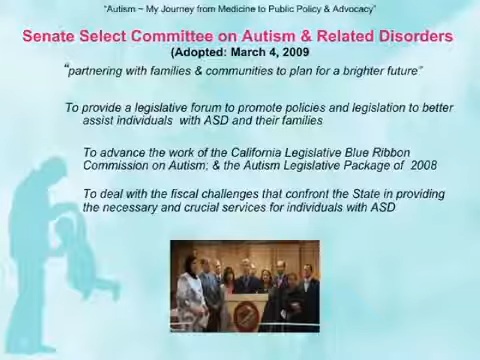 "Autism ~ My Journey from Medicine to Public Policy & Advocacy"
Senate Select Committee on Autism & Related Disorders
(Adopted: March 4, 2009
"partnering with families & communities to plan for a brighter future"
To provide a legislative forum to promote policies and legislation to better
assist individuals with ASD and their families
To advance the work of the California Legislative Blue Ribbon
Commission on Autism; & the Autism Legislative Package of 2008
To deal with the fiscal challenges that confront the State in providing
the necessary and crucial services for individuals with ASD